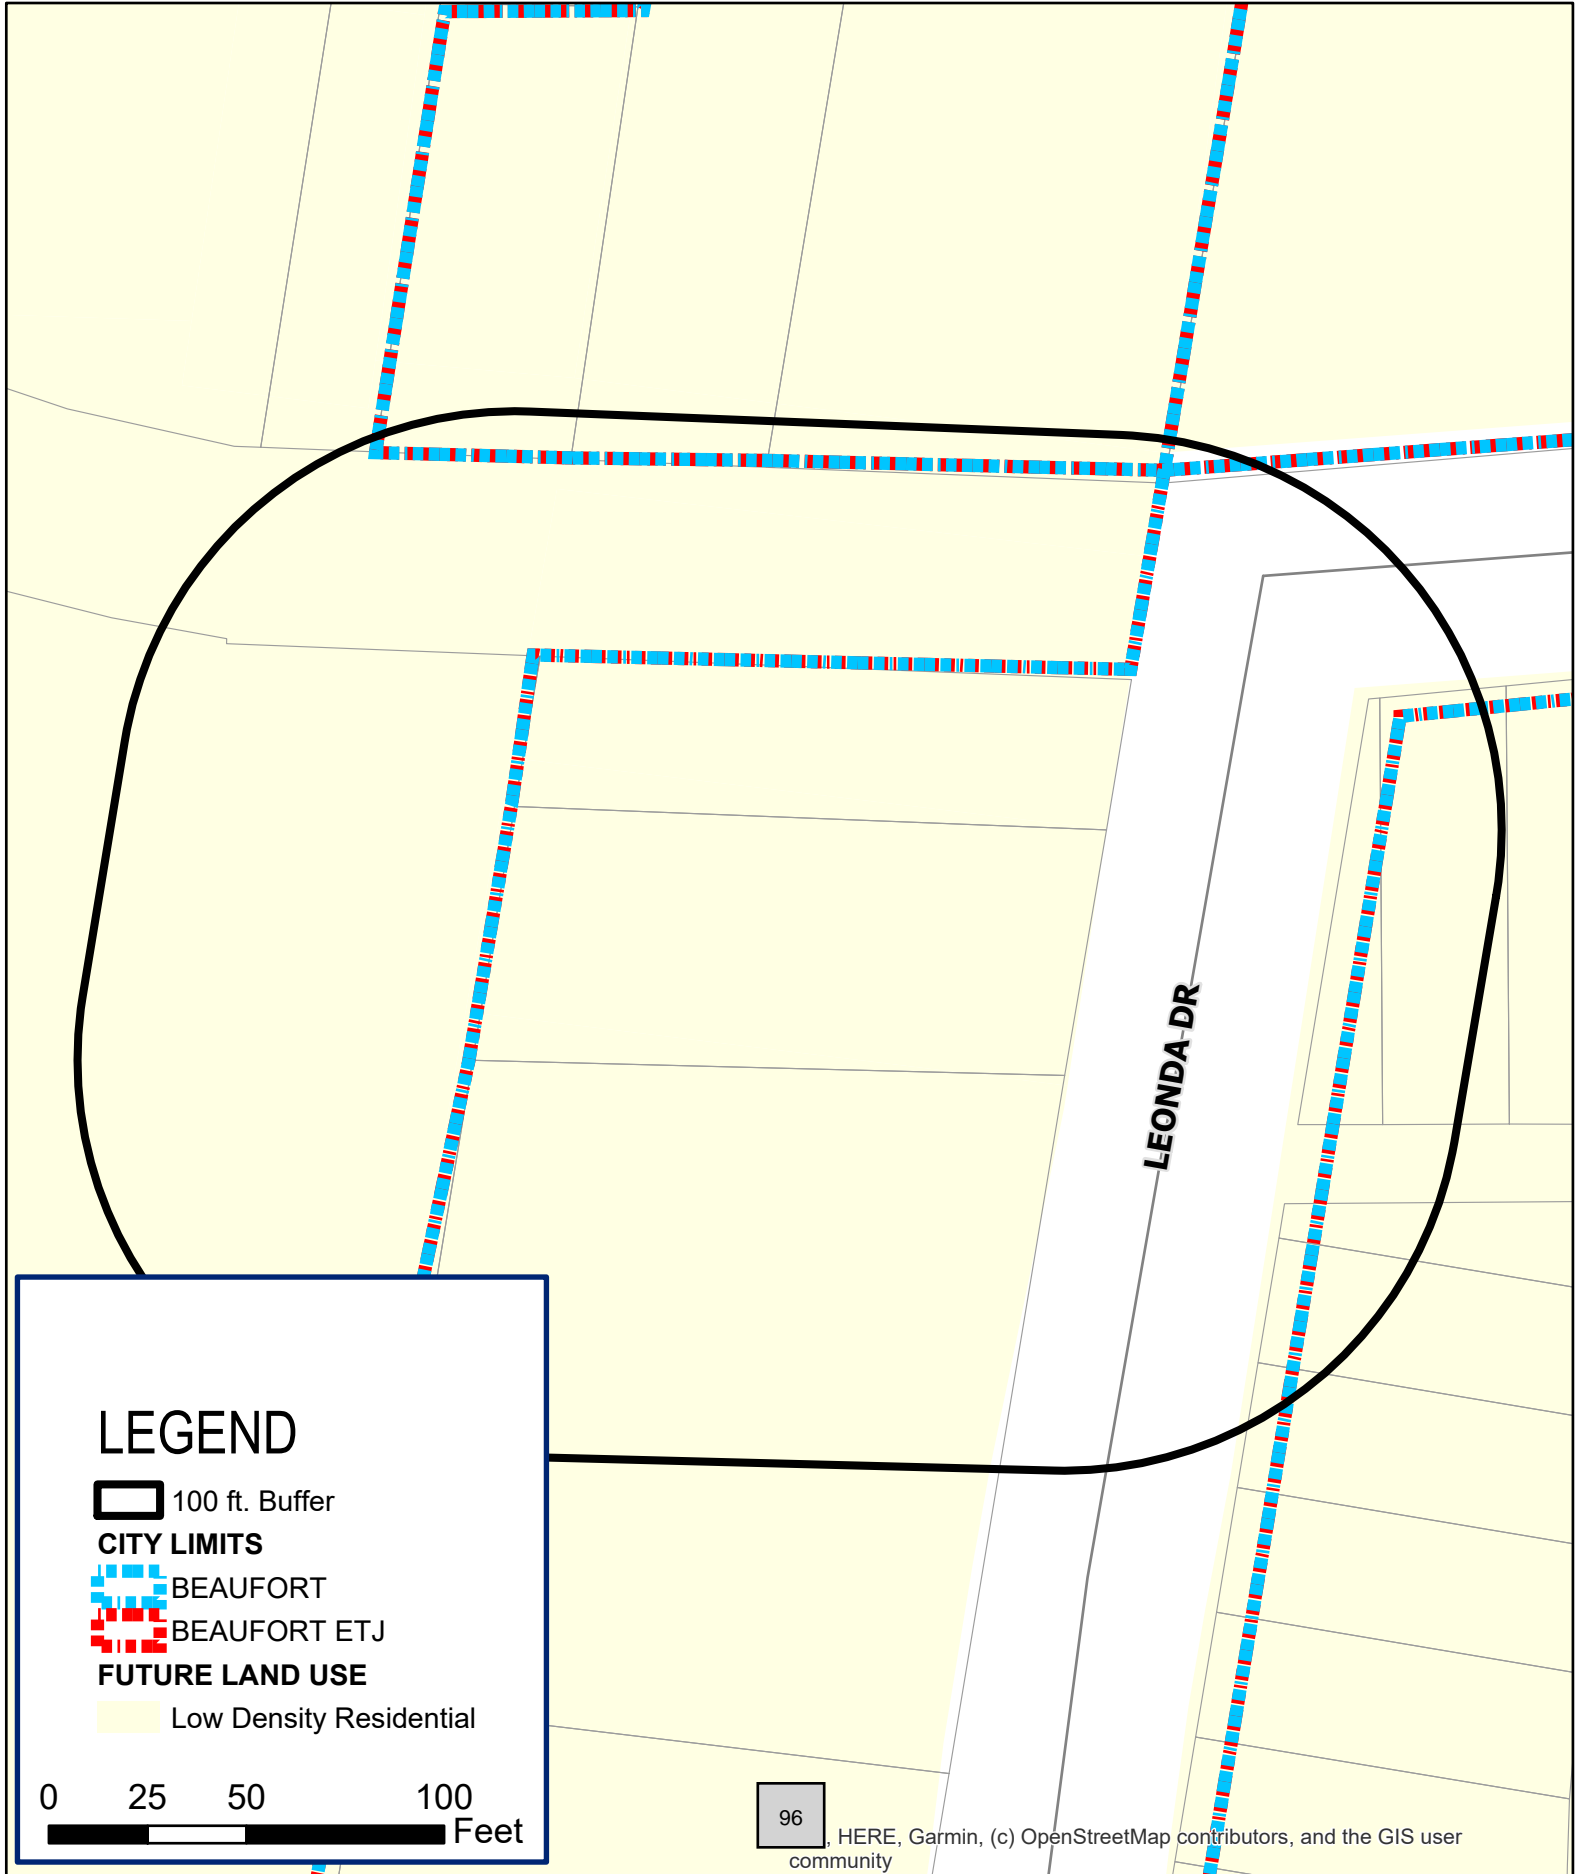 LEONDA DR
LEGEND
100 ft. Buffer
CITY LIMITS
BEAUFORT
BEAUFORT ETJ
FUTURE LAND USE
Low Density Residential
0 25 50 100
Feet
96
, HERE, Garmin, (c) OpenStreetMap contributors, and the GIS user
community